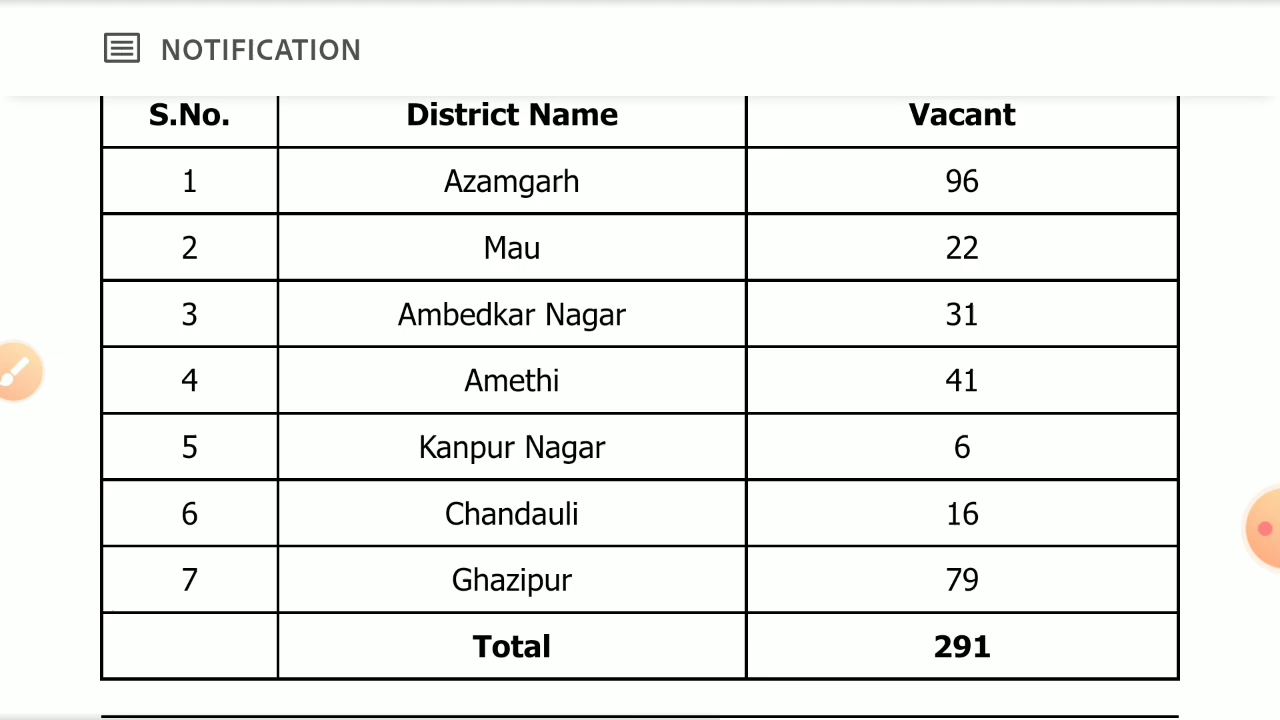 NOTIFICATION
S.No. District Name Vacant
1 Azamgarh 96
2 Mau 22
3 Ambedkar Nagar 31
4 Amethi 41
5 Kanpur Nagar 6
6 Chandauli 16
7 Ghazipur 79
Total 291